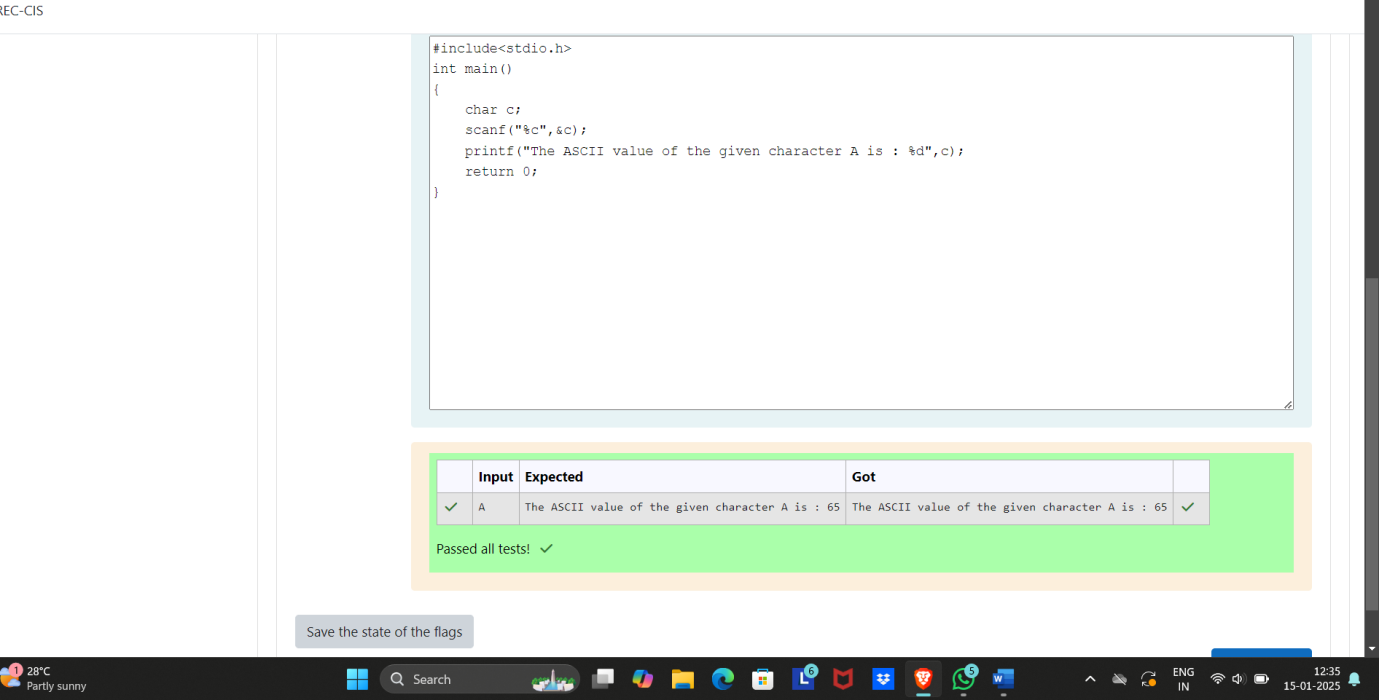 REC-CIS
#include<stdio.h>
int main()
{
char c;
scanf("%c",&c);
printf("The ASCII value of the given character A is : %d",c);
return 0;
}
Input Expected Got
A The ASCII value of the given character A is : 65 The ASCII value of the given character A is : 65
Passed all tests!
Save the state of the flags
1
28°C
Partly sunny
Search
L
6
5
W
ENG
IN
12:35
15-01-2025